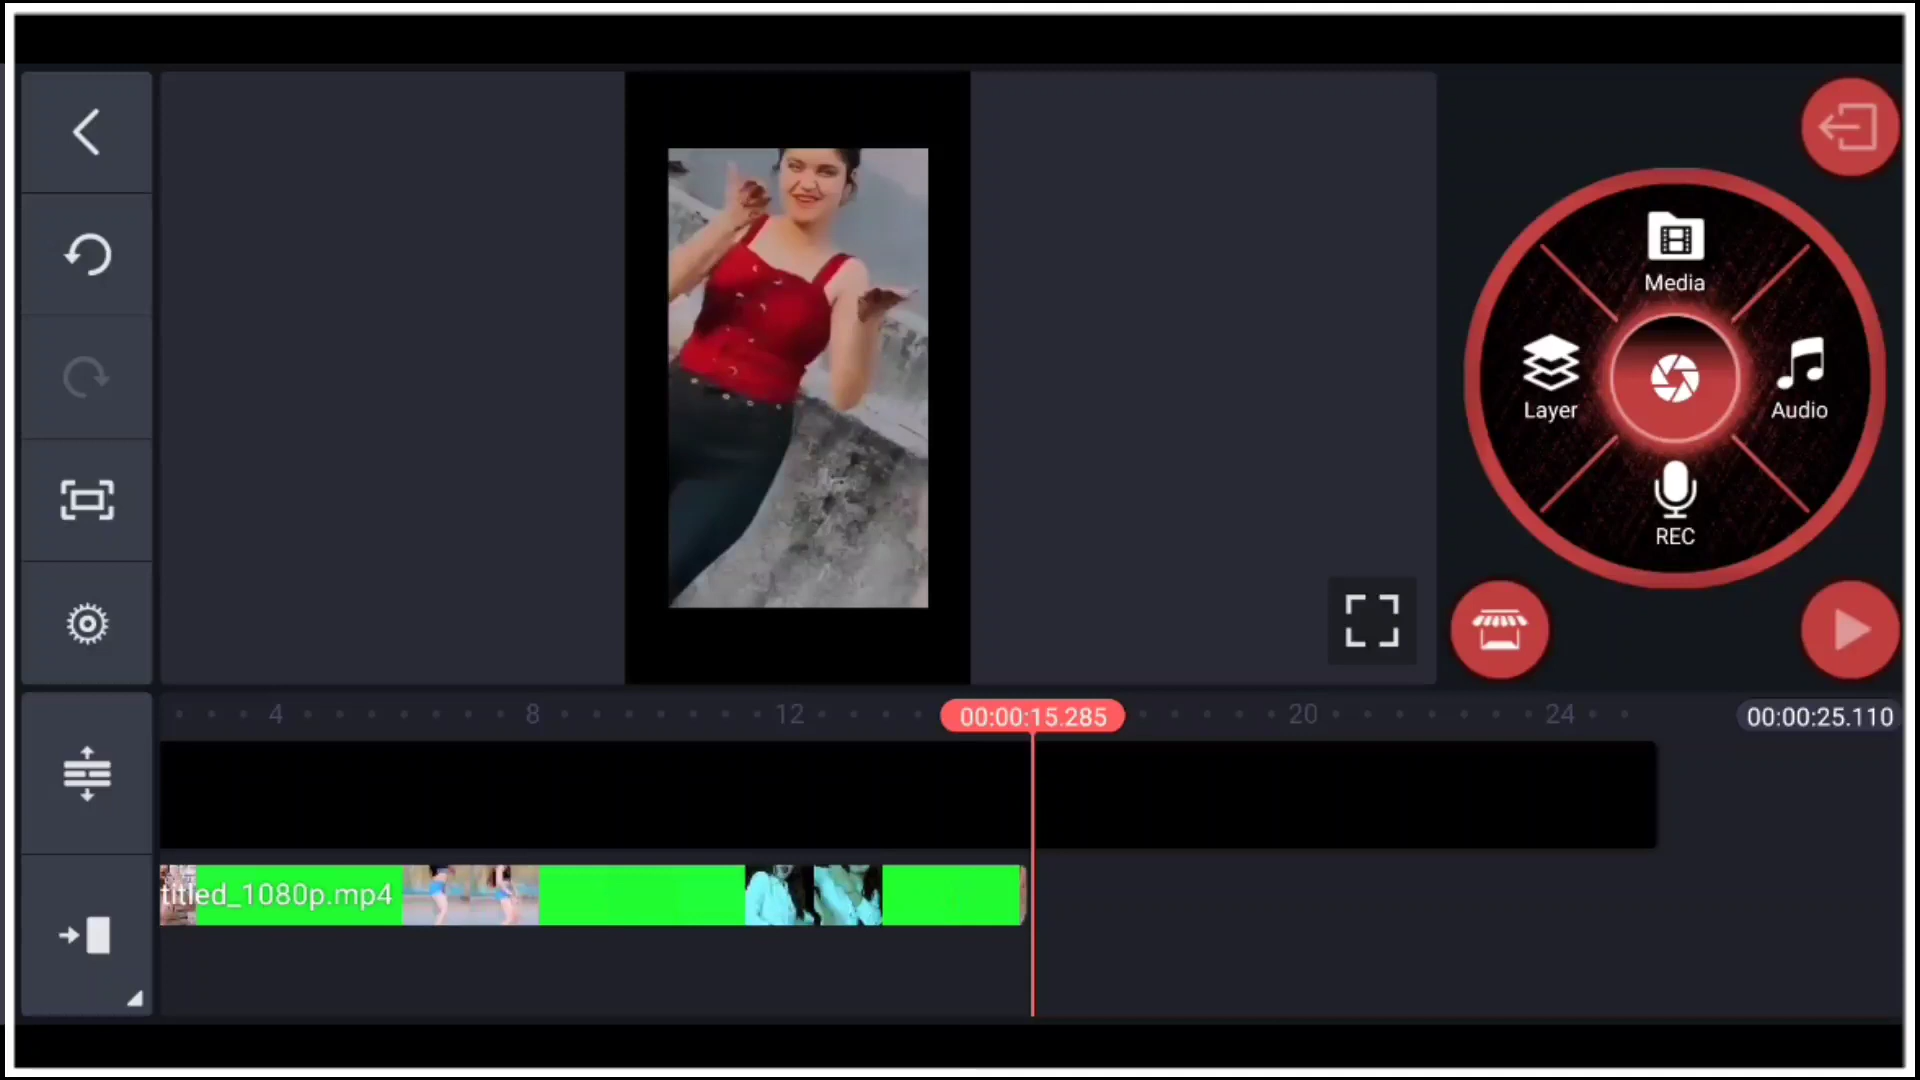 Media
Layer
Audio
REC
4
8
12
00:00:15.285
20
24
00:00:25.110
titled_1080p.mp4